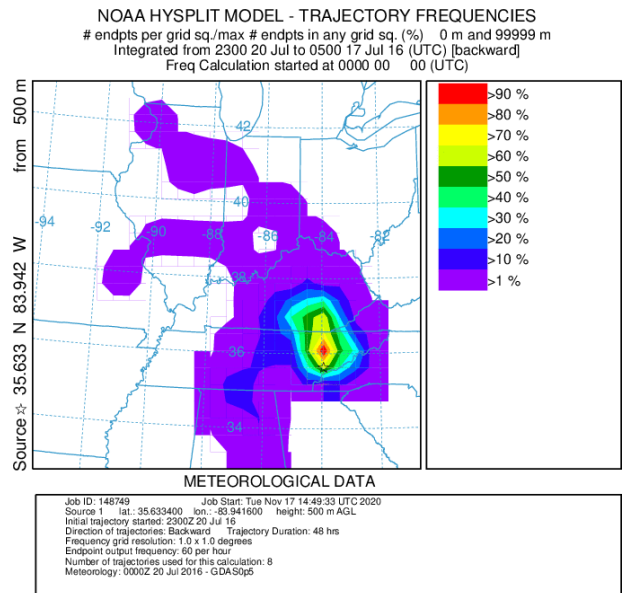 NOAA HYSPLIT MODEL - TRAJECTORY FREQUENCIES
# endpts per grid sq./max # endpts in any grid sq. (%) 0 m and 99999 m
Integrated from 2300 20 Jul to 0500 17 Jul 16 (UTC) [backward]
Freq Calculation started at 0000 00 00 (UTC)
Source ☆ 35.633 N 83.942 W from 500 m
42
40
-94
-92
-90
-88
-86
-84
-82
38
36
34
>90 %
>80 %
>70 %
>60 %
>50 %
>40 %
>30 %
>20 %
>10 %
>1 %
METEOROLOGICAL DATA
Job ID: 148749 Job Start: Tue Nov 17 14:49:33 UTC 2020
Source 1 lat.: 35.633400 lon.: -83.941600 height: 500 m AGL
Initial trajectory started: 2300Z 20 Jul 16
Direction of trajectories: Backward Trajectory Duration: 48 hrs
Frequency grid resolution: 1.0 x 1.0 degrees
Endpoint output frequency: 60 per hour
Number of trajectories used for this calculation: 8
Meteorology: 0000Z 20 Jul 2016 - GDAS0p5